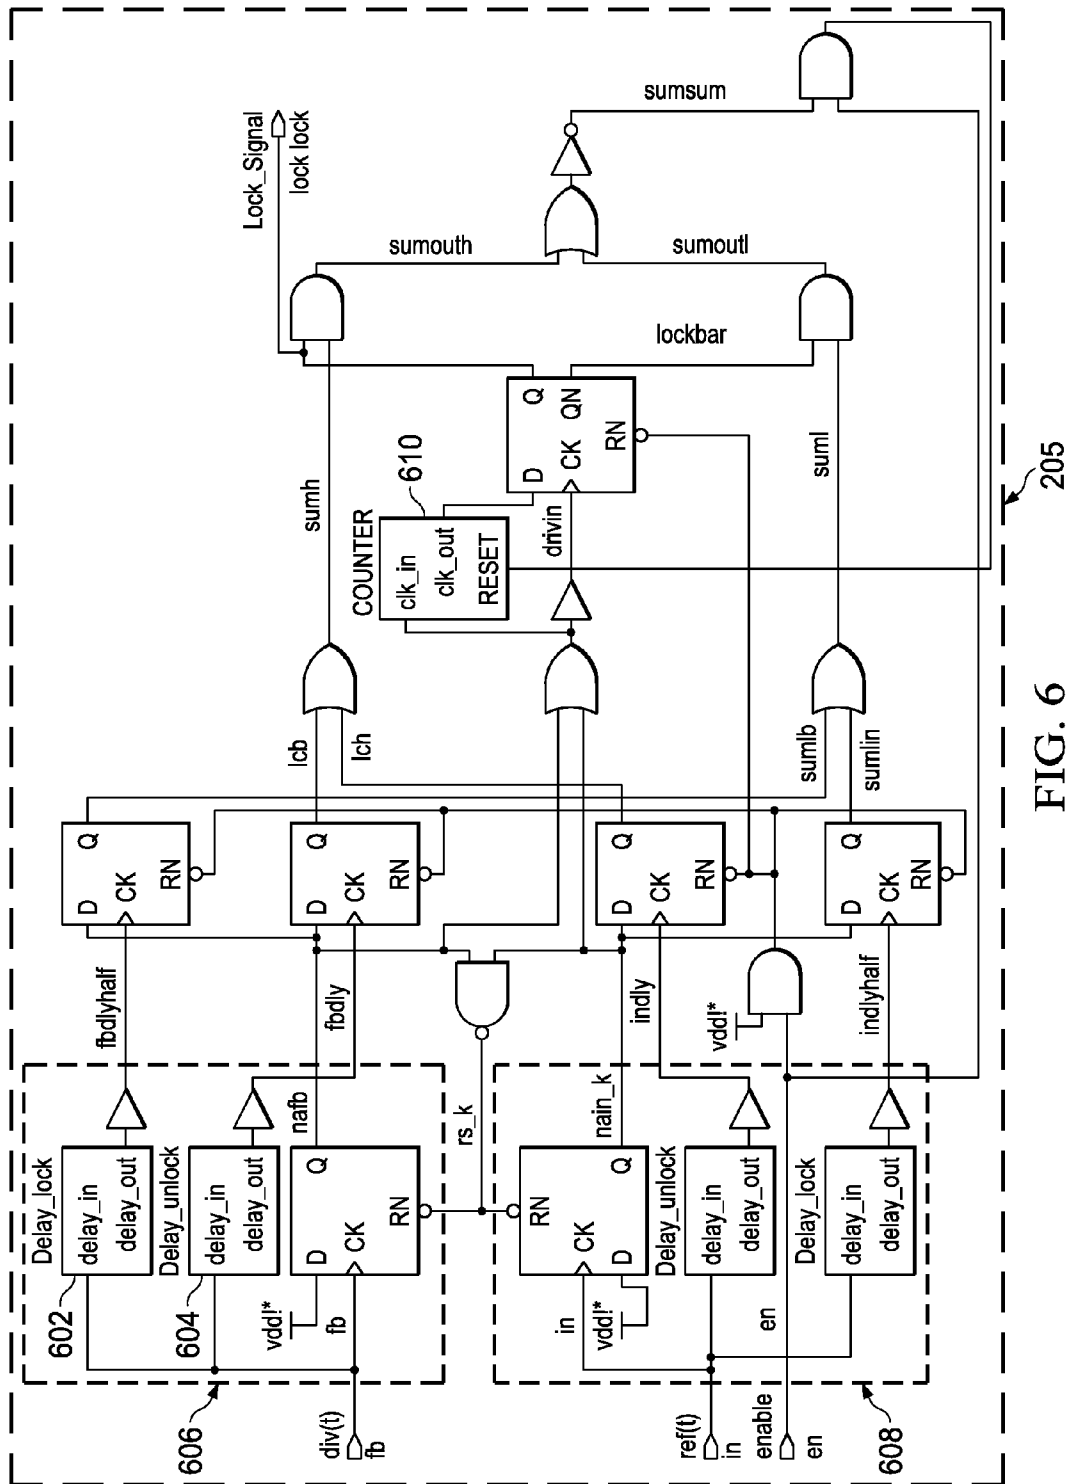 602
Delay_lock
delay_in
delay_out
604
Delay_unlock
delay_in
delay_out
vdd!*
fb
D
Q
CK
RN
606
div(t)
fb
nafb
fbdlyhalf
fbdly
rs_k
D
Q
CK
RN
D
Q
CK
RN
in
vdd!*
RN
CK
D
Q
nain_k
Delay_unlock
delay_in
delay_out
en
Delay_lock
delay_in
delay_out
ref(t)
in
enable
en
608
indly
vdd!*
indlyhalf
D
Q
CK
RN
D
Q
CK
RN
lcb
lch
sumlb
sumlin
sumh
COUNTER
clk_in
clk_out
RESET
610
drivin
D
Q
CK
QN
RN
lockbar
suml
Lock_Signal
lock lock
sumouth
sumoutl
sumsum
205
FIG. 6